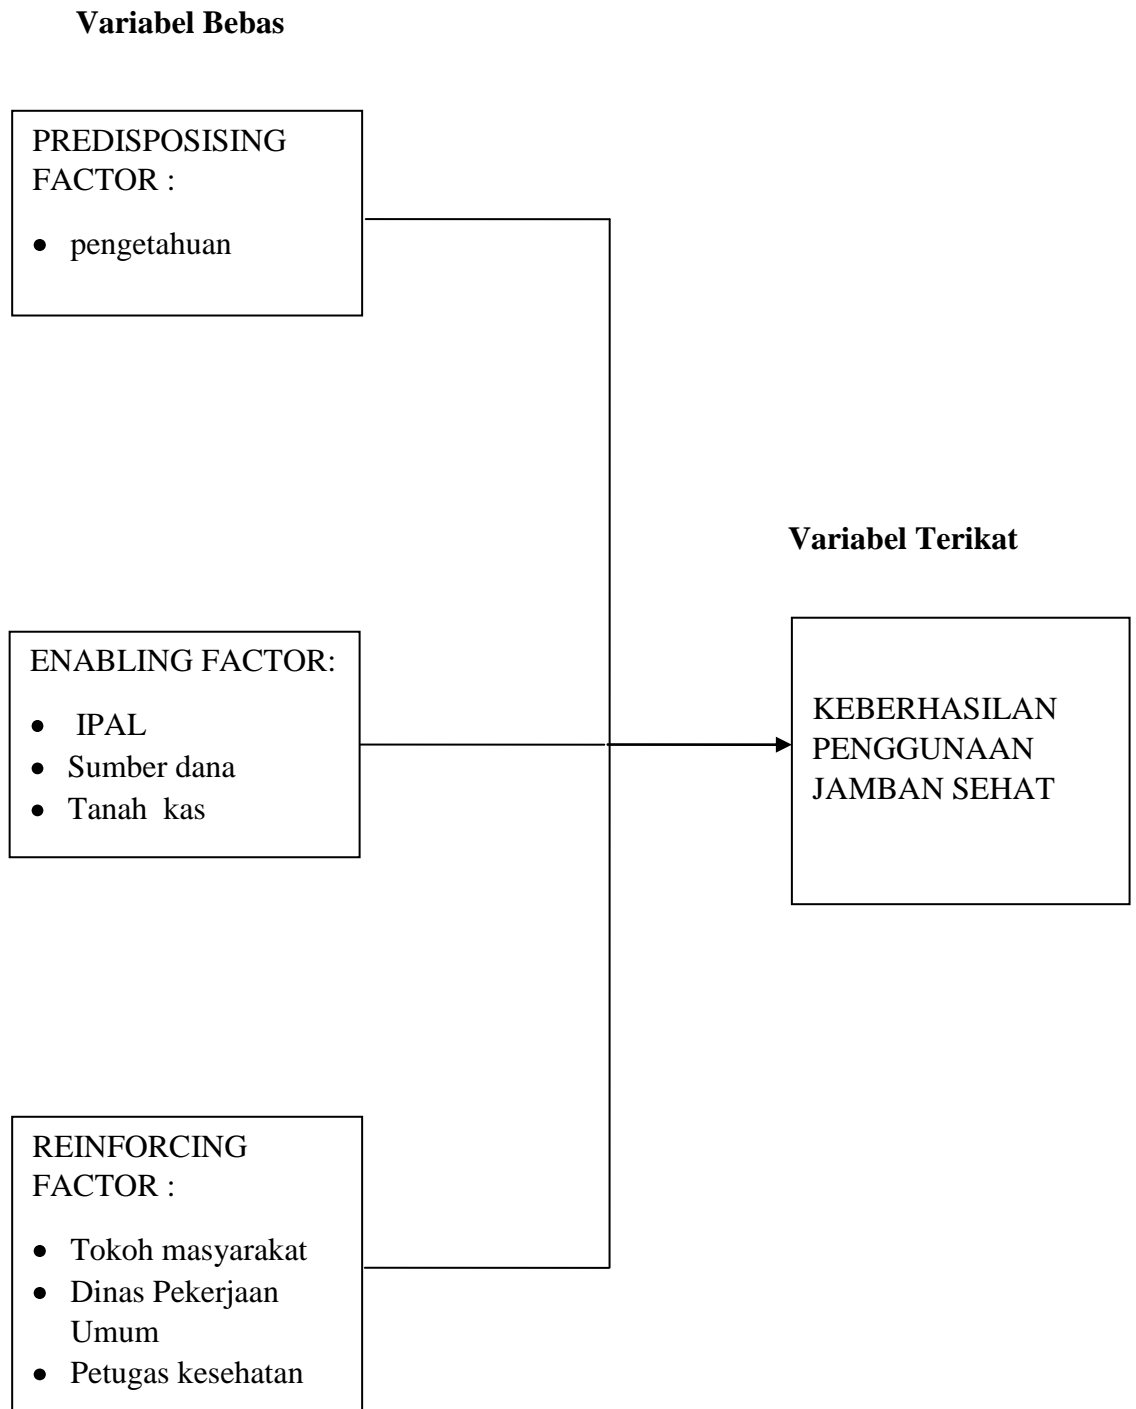 Variabel Bebas
PREDISPOSISING
FACTOR :
• pengetahuan
Variabel Terikat
ENABLING FACTOR:
• IPAL
• Sumber dana
• Tanah kas
KEBERHASILAN
PENGGUNAAN
JAMBAN SEHAT
REINFORCING
FACTOR :
• Tokoh masyarakat
• Dinas Pekerjaan
Umum
• Petugas kesehatan